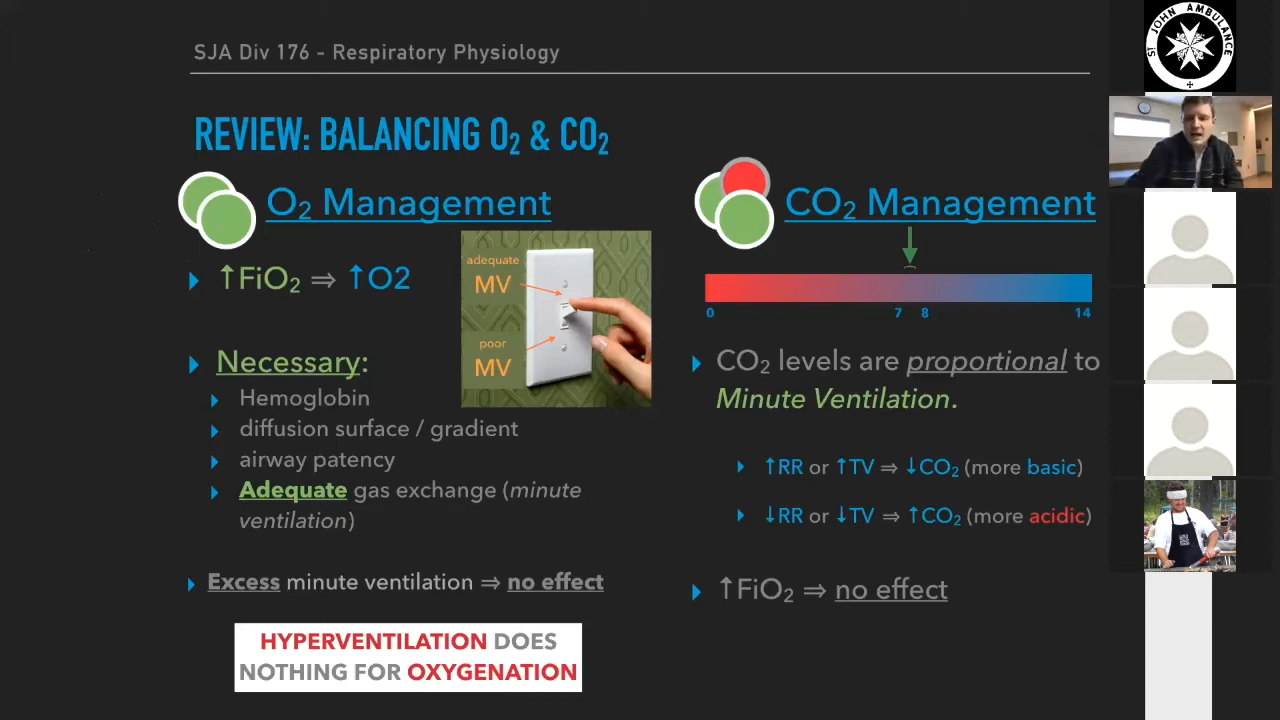 SJA Div 176 - Respiratory Physiology
REVIEW: BALANCING O₂ & CO₂
O₂ Management
↑FiO₂ ⇒ ↑O2
adequate
MV
poor
MV
Necessary:
Hemoglobin
diffusion surface / gradient
airway patency
Adequate gas exchange (minute
ventilation)
Excess minute ventilation ⇒ no effect
HYPERVENTILATION DOES
NOTHING FOR OXYGENATION
CO₂ Management
0 7 8 14
CO₂ levels are proportional to
Minute Ventilation.
↑RR or ↑TV ⇒ ↓CO₂ (more basic)
↓RR or ↓TV ⇒ ↑CO₂ (more acidic)
↑FiO₂ ⇒ no effect
ST JOHN AMBULANCE